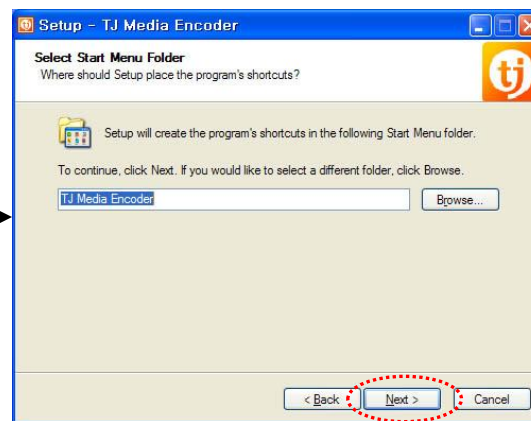 Setup - TJ Media Encoder
Select Start Menu Folder
Where should Setup place the program's shortcuts?
tj
Setup will create the program's shortcuts in the following Start Menu folder.
To continue, click Next. If you would like to select a different folder, click Browse.
TJ Media Encoder
Browse...
< Back
Next >
Cancel